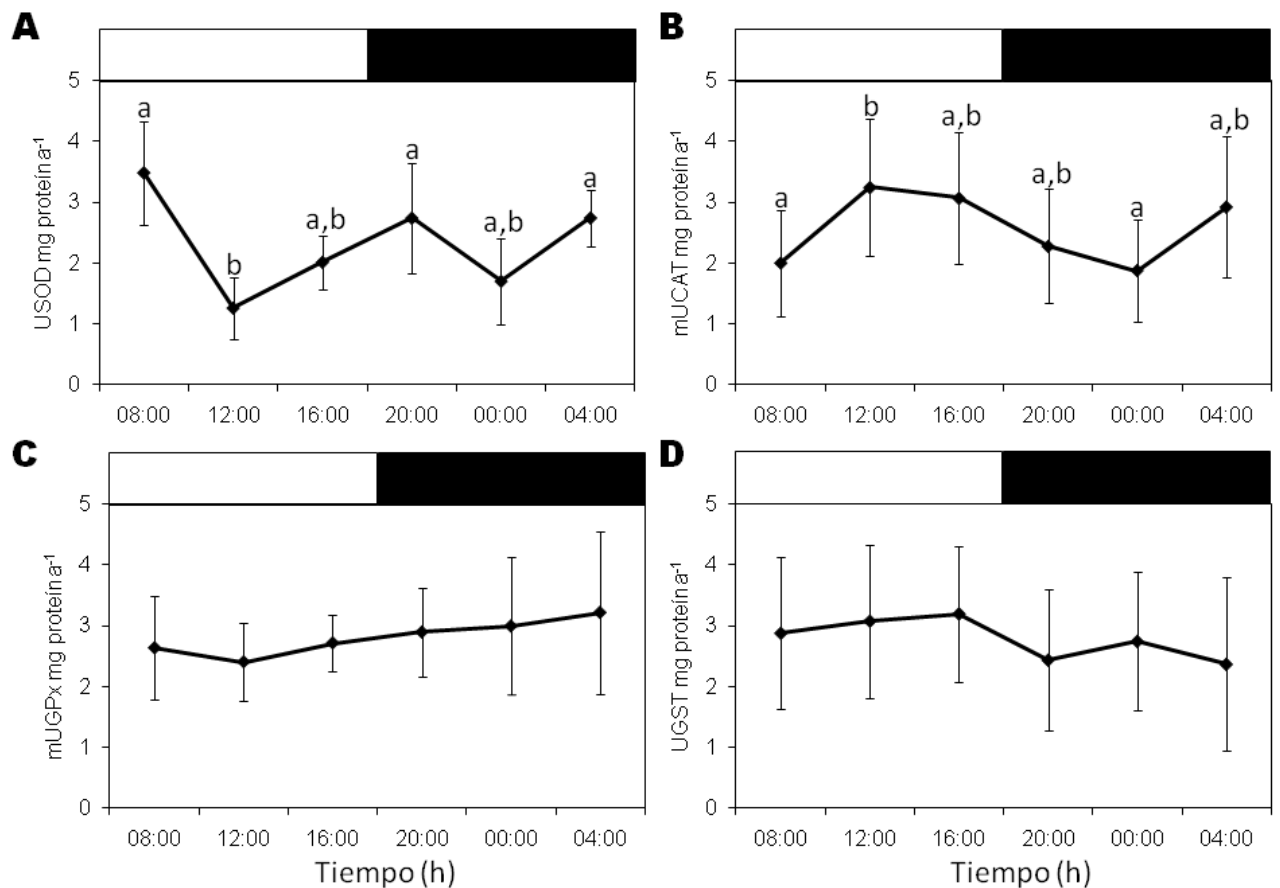 A
B
5
4
3
2
1
0
USOD mg proteína-1
a
b
a,b
a
a,b
a
08:00 12:00 16:00 20:00 00:00 04:00
5
4
3
2
1
0
mUCAT mg proteína-1
a
b
a,b
a,b
a
a,b
08:00 12:00 16:00 20:00 00:00 04:00
C
D
5
4
3
2
1
0
mUGPx mg proteína-1
08:00 12:00 16:00 20:00 00:00 04:00
Tiempo (h)
5
4
3
2
1
0
UGST mg proteína-1
08:00 12:00 16:00 20:00 00:00 04:00
Tiempo (h)